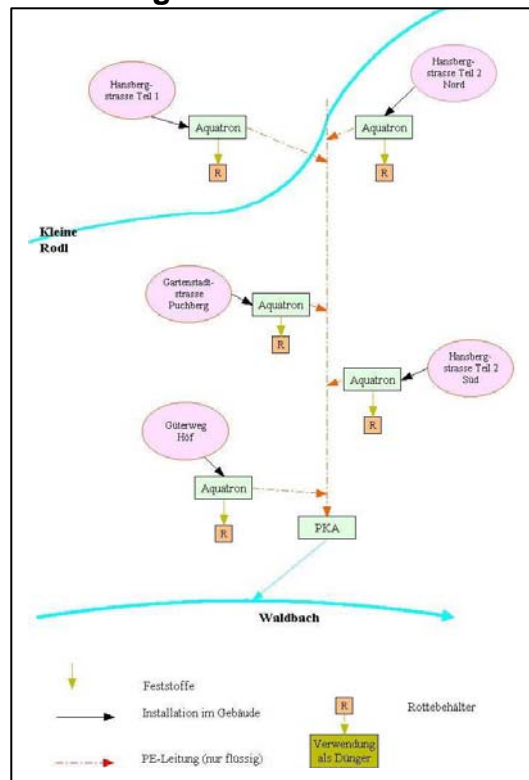 Hansberg-
strasse Teil 1
Hansberg-
strasse Teil 2
Nord
Aquatron
Aquatron
R
R
Kleine
Rodl
Gartenstadt-
strasse
Puchberg
Aquatron
R
Hansberg-
strasse Teil 2
Süd
Aquatron
R
Güterweg
Höf
Aquatron
R
PKA
Waldbach
Feststoffe
Installation im Gebäude
PE-Leitung (nur flüssig)
R
Rottebehälter
Verwendung
als Dünger